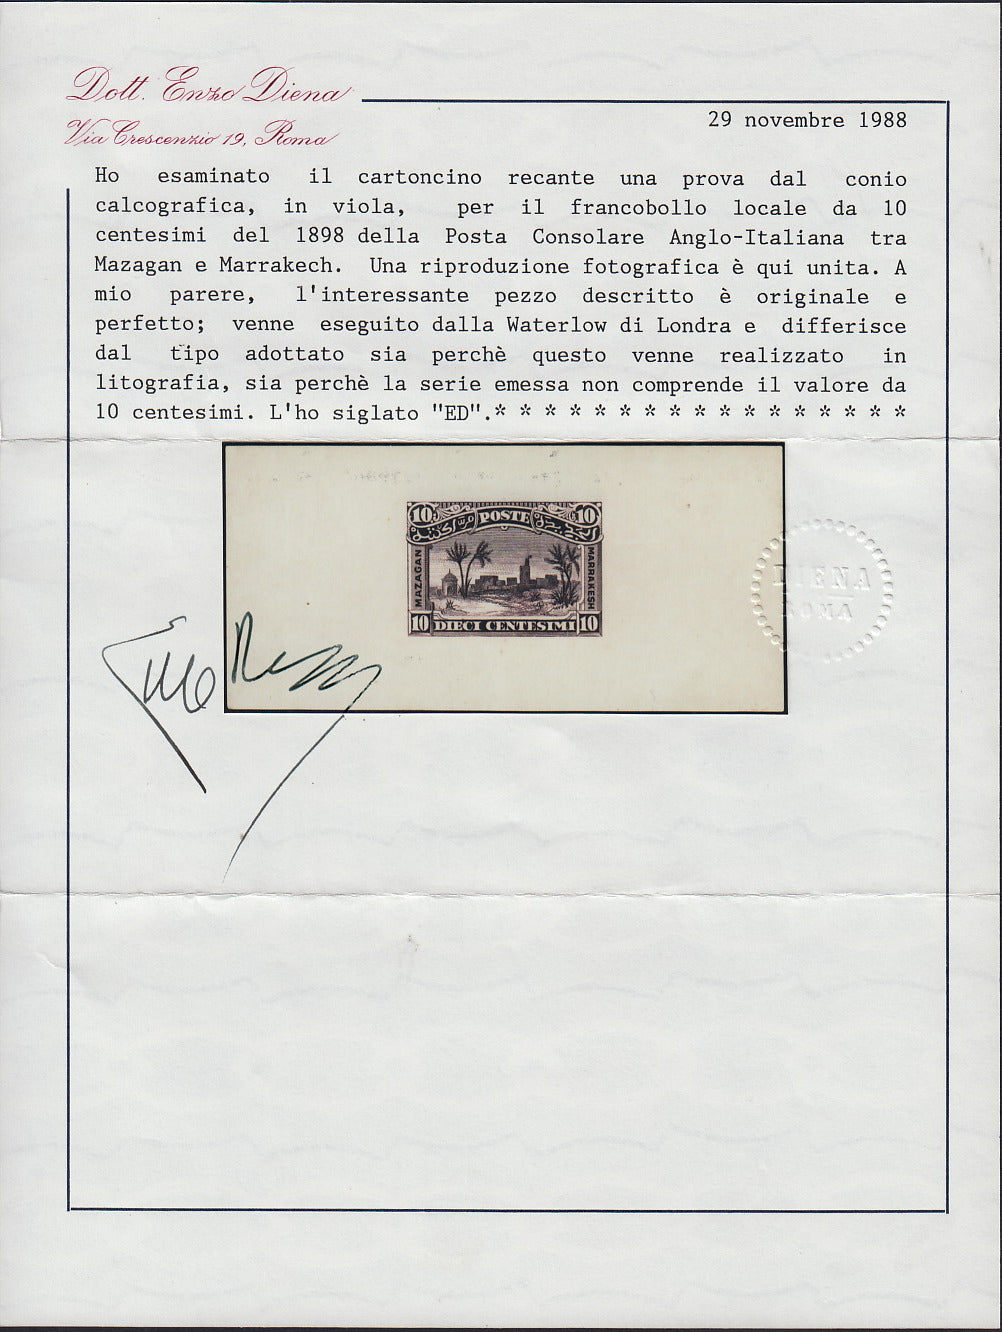 Dott. Enzo Diena
Via Crescenzio 19, Roma
29 novembre 1988
Ho esaminato il cartoncino recante una prova dal conio
calcografica, in viola, per il francobollo locale da 10
centesimi del 1898 della Posta Consolare Anglo-Italiana tra
Mazagan e Marrakech. Una riproduzione fotografica è qui unita. A
mio parere, l'interessante pezzo descritto è originale e
perfetto; venne eseguito dalla Waterlow di Londra e differisce
dal tipo adottato sia perchè questo venne realizzato in
litografia, sia perchè la serie emessa non comprende il valore da
10 centesimi. L'ho siglato "ED".* * * * * * * * * * * * * * * * *
10 POSTE 10
MAZAGAN
MARRAKESH
10 DIECI CENTESIMI 10
DIENA
ROMA